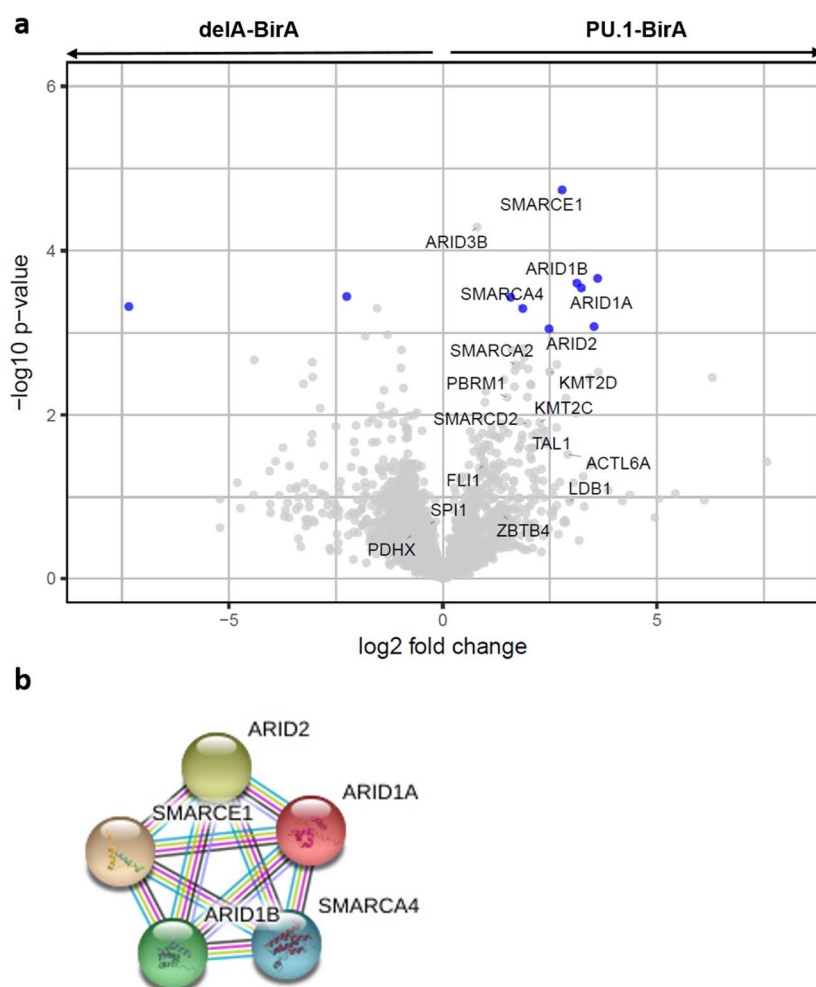 a
delA-BirA PU.1-BirA
6
SMARCE1
ARID3B
4
ARID1B
SMARCA4
ARID1A
ARID2
SMARCA2
PBRM1
KMT2D
KMT2C
SMARCD2
2
TAL1
ACTL6A
FLI1
LDB1
SPI1
ZBTB4
PDHX
0
−log10 p−value
−5 0 5
log2 fold change
b
ARID2
ARID1A
SMARCE1
SMARCA4
ARID1B